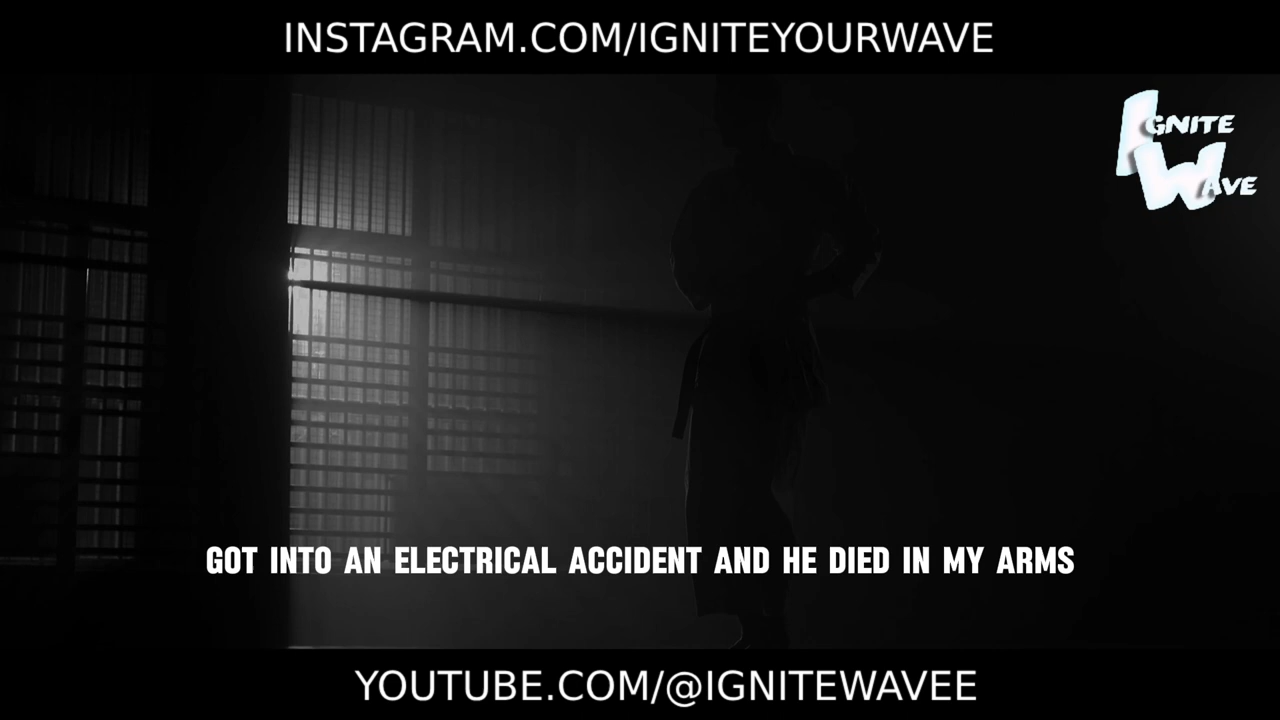 INSTAGRAM.COM/IGNITEYOURWAVE
IGNITE
WAVE
GOT INTO AN ELECTRICAL ACCIDENT AND HE DIED IN MY ARMS
YOUTUBE.COM/@IGNITEWAVEE